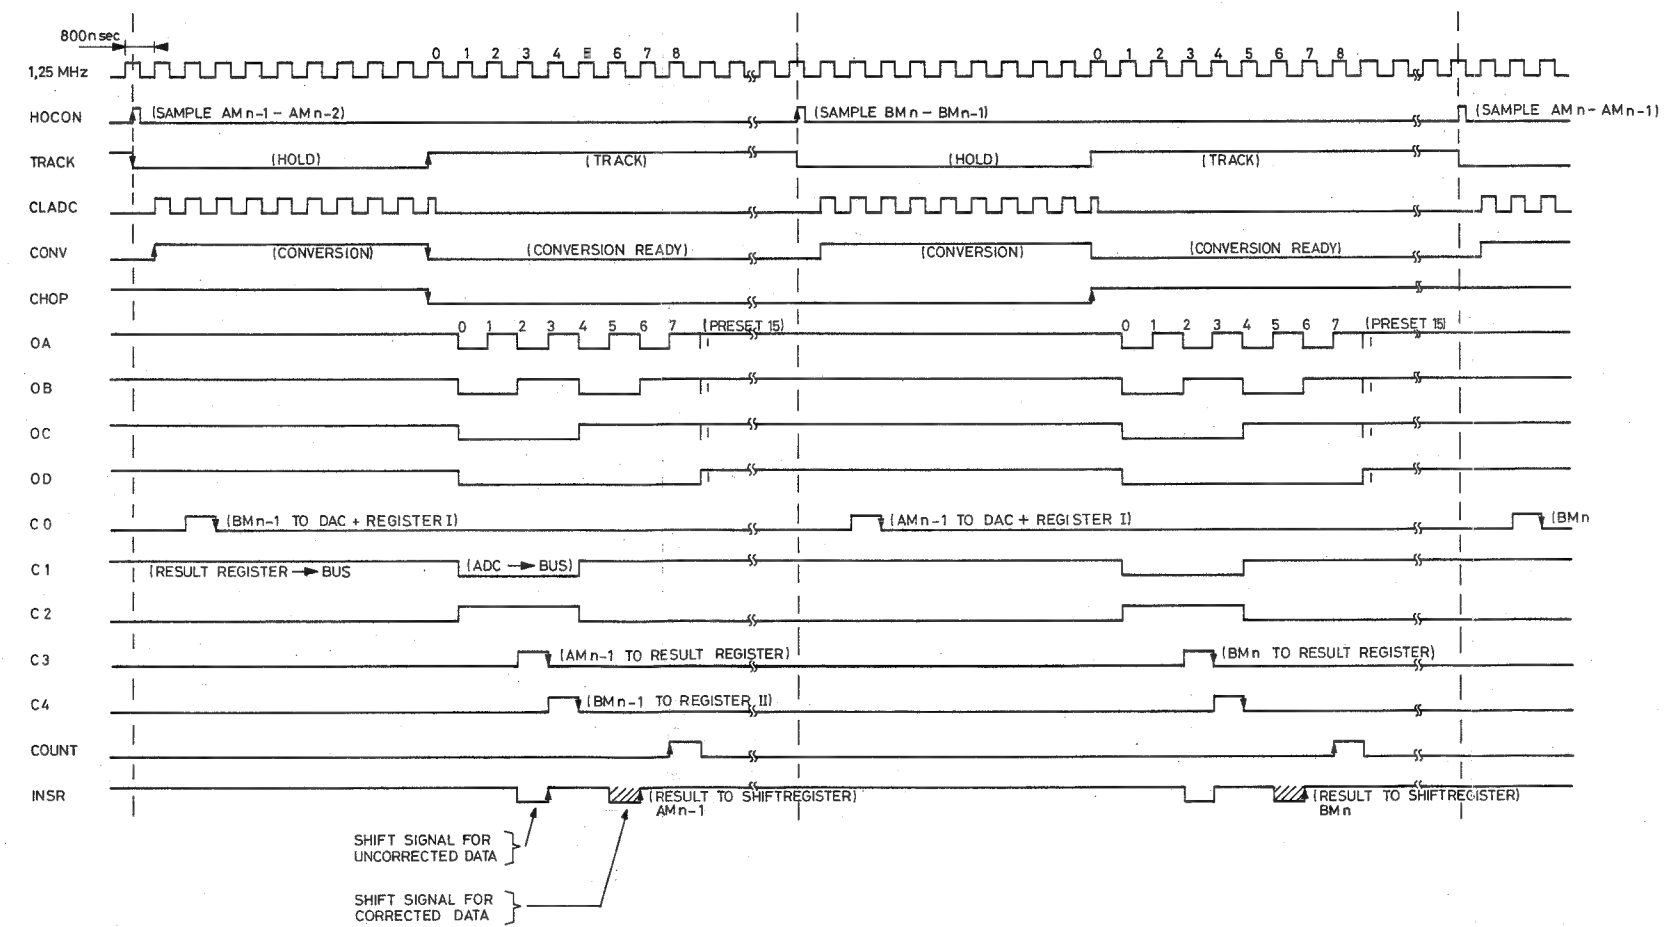 800nsec
0 1 2 3 4 5 6 7 8 0 1 2 3 4 5 6 7 8
1,25 MHz
HOCON (SAMPLE AMn-1 - AMn-2) (SAMPLE BMn - BMn-1) (SAMPLE AMn - AMn-1)
TRACK (HOLD) (TRACK) (HOLD) (TRACK)
CLADC
CONV (CONVERSION) (CONVERSION READY) (CONVERSION) (CONVERSION READY)
CHOP
0 1 2 3 4 5 6 7 (PRESET 15) 0 1 2 3 4 5 6 7 (PRESET 15)
OA
OB
OC
OD
C0 (BMn-1 TO DAC + REGISTER I) (AMn-1 TO DAC + REGISTER I) (BMn
C1 (RESULT REGISTER → BUS (ADC → BUS)
C2
C3 (AMn-1 TO RESULT REGISTER) (BMn TO RESULT REGISTER)
C4 (BMn-1 TO REGISTER II)
COUNT
INSR (RESULT TO SHIFTREGISTER) (RESULT TO SHIFTREGISTER)
AMn-1 BMn
SHIFT SIGNAL FOR
UNCORRECTED DATA
SHIFT SIGNAL FOR
CORRECTED DATA